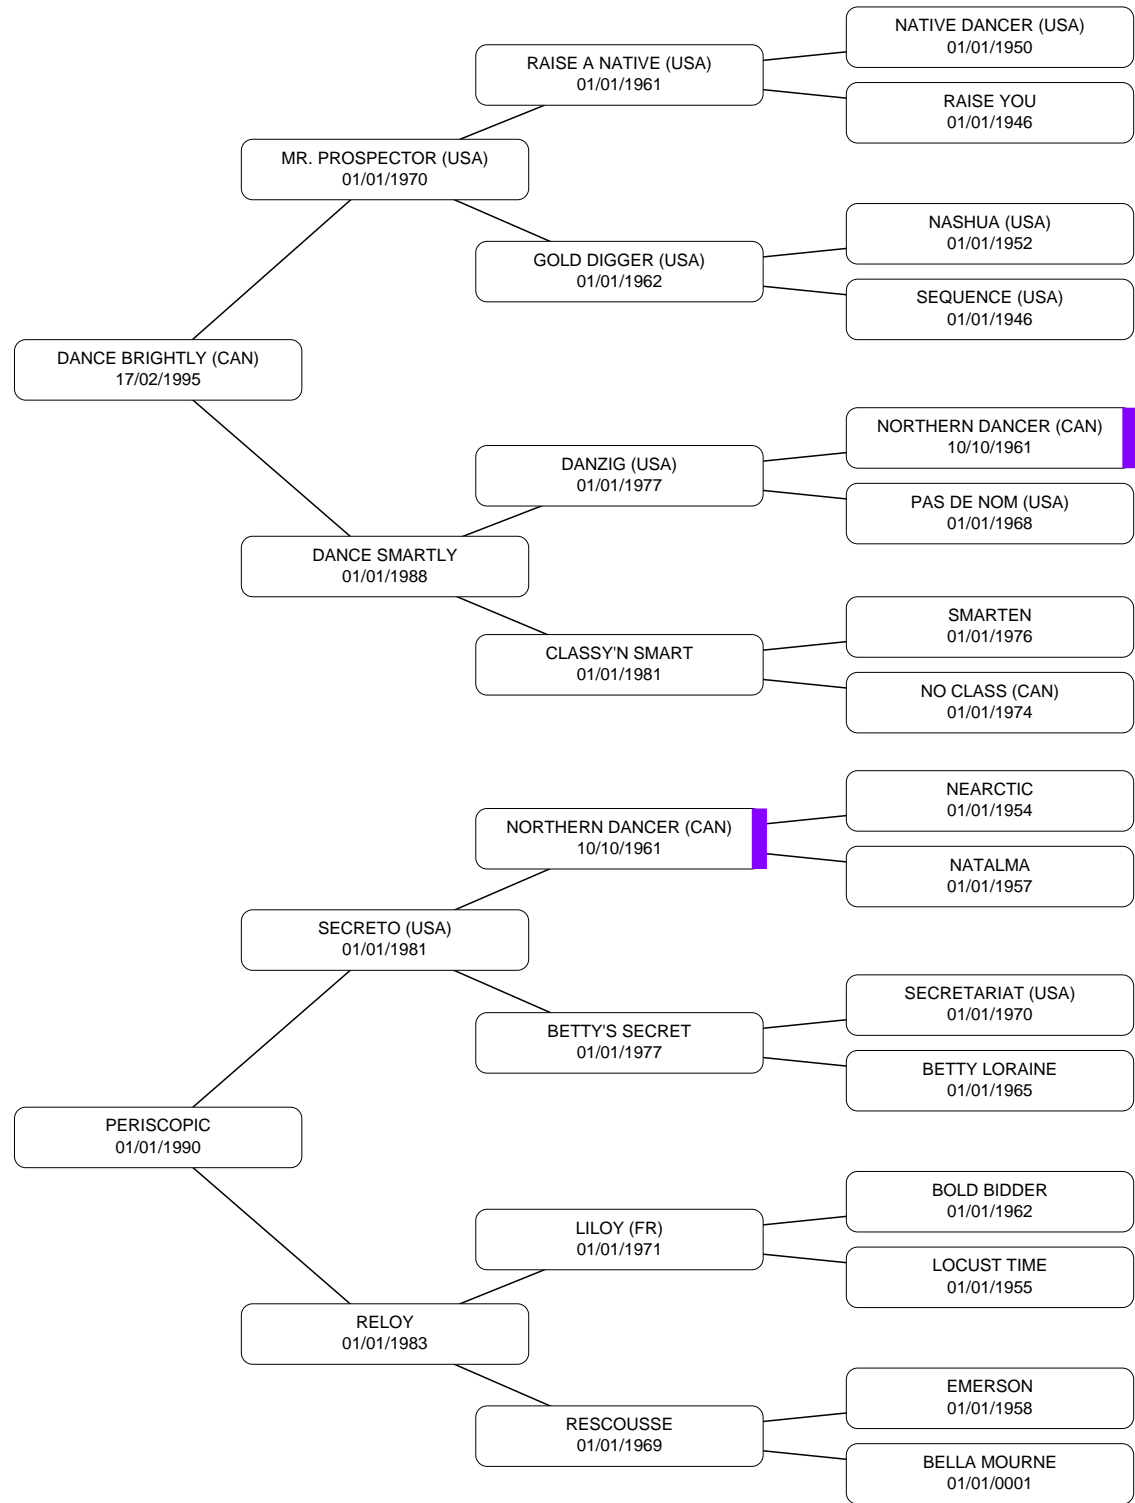 NATIVE DANCER (USA)
01/01/1950
RAISE A NATIVE (USA)
01/01/1961
RAISE YOU
01/01/1946
MR. PROSPECTOR (USA)
01/01/1970
NASHUA (USA)
01/01/1952
GOLD DIGGER (USA)
01/01/1962
SEQUENCE (USA)
01/01/1946
DANCE BRIGHTLY (CAN)
17/02/1995
NORTHERN DANCER (CAN)
10/10/1961
DANZIG (USA)
01/01/1977
PAS DE NOM (USA)
01/01/1968
DANCE SMARTLY
01/01/1988
SMARTEN
01/01/1976
CLASSY'N SMART
01/01/1981
NO CLASS (CAN)
01/01/1974
NEARCTIC
01/01/1954
NORTHERN DANCER (CAN)
10/10/1961
NATALMA
01/01/1957
SECRETO (USA)
01/01/1981
SECRETARIAT (USA)
01/01/1970
BETTY'S SECRET
01/01/1977
BETTY LORAINE
01/01/1965
PERISCOPIC
01/01/1990
BOLD BIDDER
01/01/1962
LILOY (FR)
01/01/1971
LOCUST TIME
01/01/1955
RELOY
01/01/1983
EMERSON
01/01/1958
RESCOUSSE
01/01/1969
BELLA MOURNE
01/01/0001